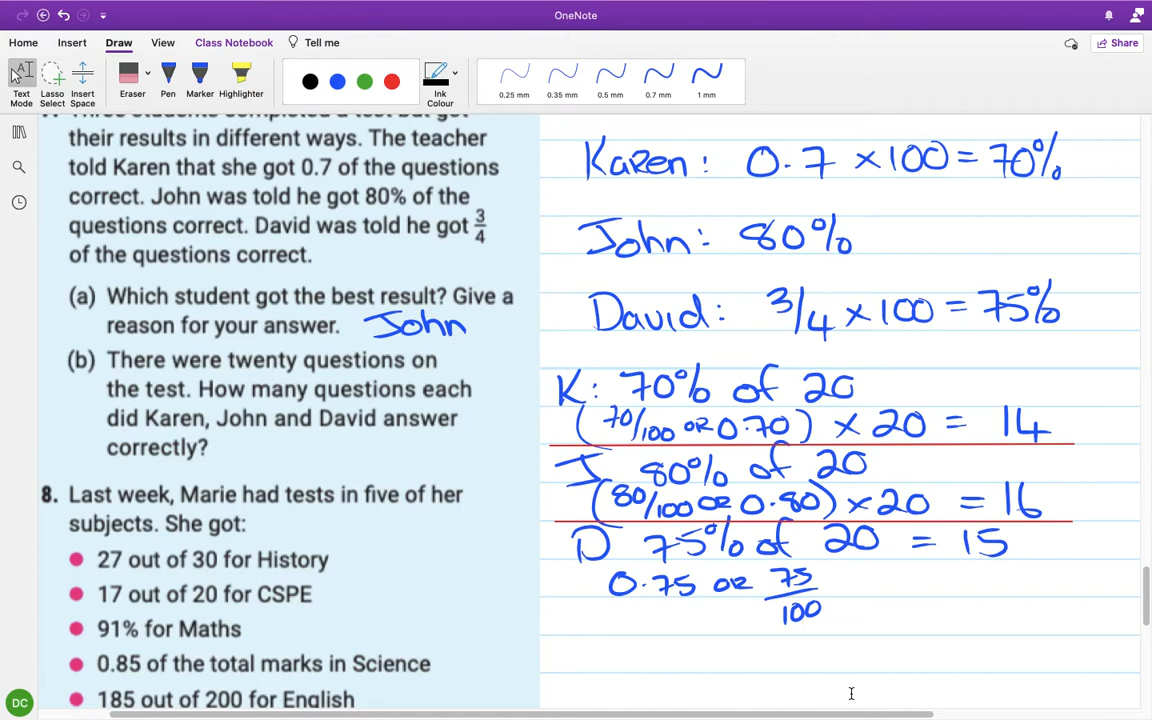 OneNote
Home Insert Draw View Class Notebook Tell me Share
Text Mode Lasso Select Insert Space Eraser Pen Marker Highlighter Ink Colour 0.25 mm 0.35 mm 0.5 mm 0.7 mm 1 mm
7. Three students completed a test but got
their results in different ways. The teacher
told Karen that she got 0.7 of the questions
correct. John was told he got 80% of the
questions correct. David was told he got 3/4
of the questions correct.
(a) Which student got the best result? Give a
reason for your answer. John
(b) There were twenty questions on
the test. How many questions each
did Karen, John and David answer
correctly?
8. Last week, Marie had tests in five of her
subjects. She got:
27 out of 30 for History
17 out of 20 for CSPE
91% for Maths
0.85 of the total marks in Science
185 out of 200 for English
Karen: 0.7 × 100 = 70%
John: 80%
David: 3/4 × 100 = 75%
K: 70% of 20
(70/100 or 0.70) × 20 = 14
J 80% of 20
(80/100 or 0.80) × 20 = 16
D 75% of 20 = 15
0.75 or 75/100
DC